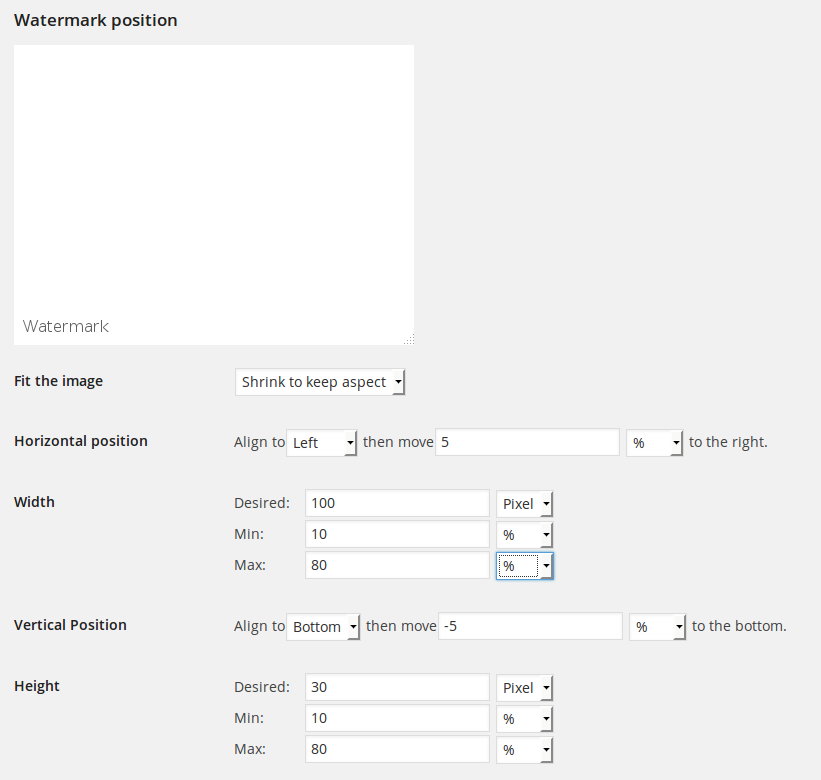 Watermark position
Watermark
Fit the image Shrink to keep aspect
Horizontal position Align to Left then move 5 % to the right.
Width Desired: 100 Pixel
Min: 10 %
Max: 80 %
Vertical Position Align to Bottom then move -5 % to the bottom.
Height Desired: 30 Pixel
Min: 10 %
Max: 80 %